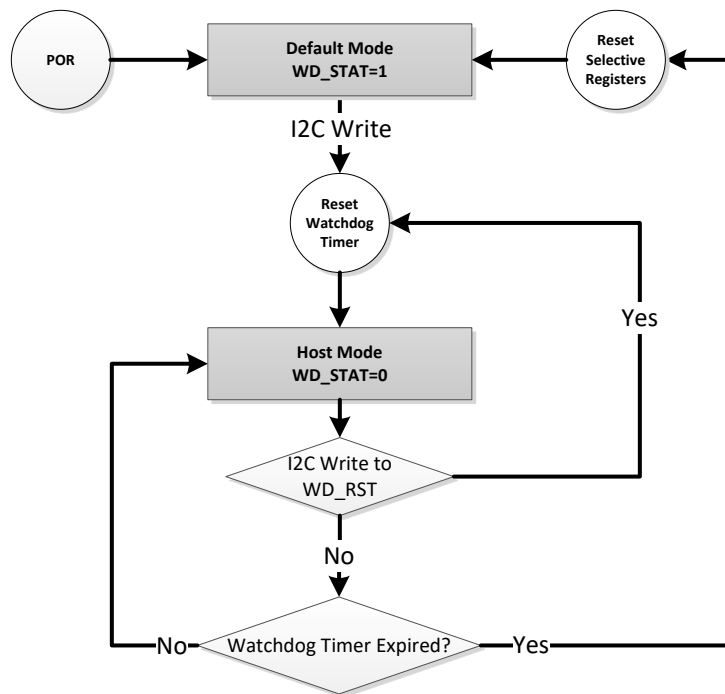 POR
Default Mode
WD_STAT=1
Reset
Selective
Registers
I2C Write
Reset
Watchdog
Timer
Yes
Host Mode
WD_STAT=0
I2C Write to
WD_RST
No
No
Watchdog Timer Expired?
Yes